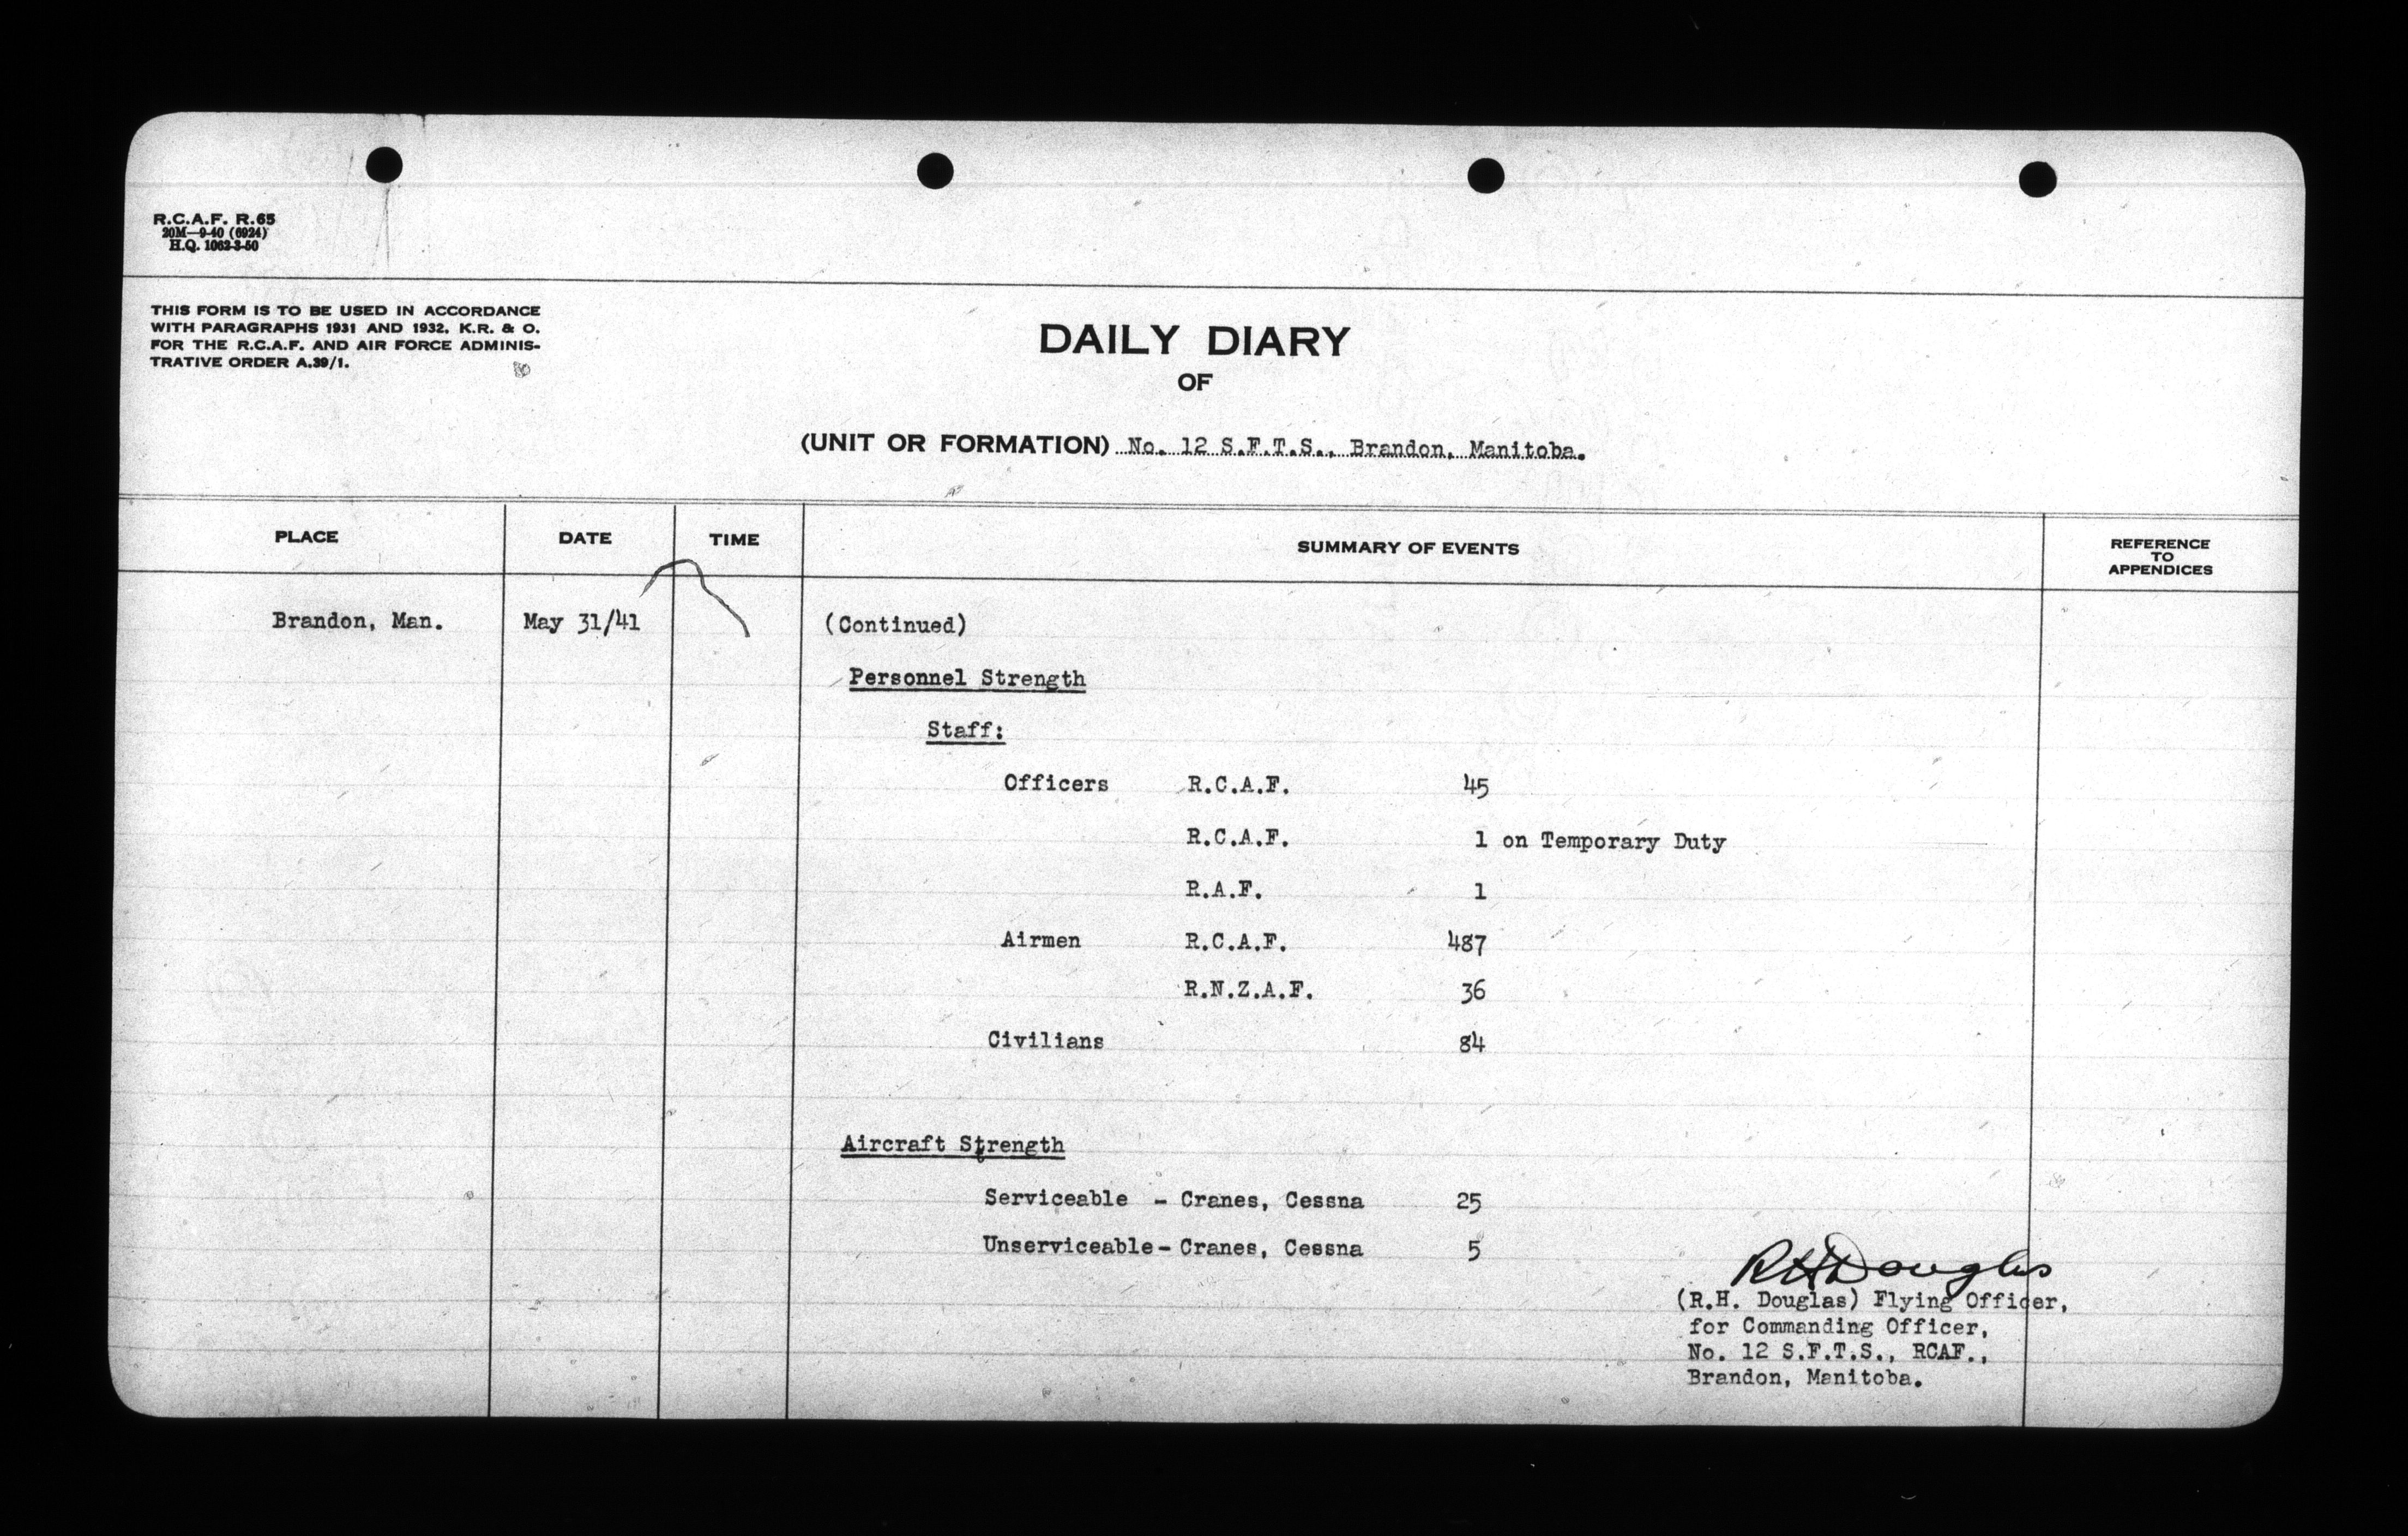 R.C.A.F. R.65
20M—9-40 (6924)
H.Q. 1062-3-50
THIS FORM IS TO BE USED IN ACCORDANCE
WITH PARAGRAPHS 1931 AND 1932, K.R. & O.
FOR THE R.C.A.F. AND AIR FORCE ADMINIS-
TRATIVE ORDER A.39/1.
DAILY DIARY
OF
(UNIT OR FORMATION) No. 12 S.F.T.S., Brandon, Manitoba.
PLACE DATE TIME SUMMARY OF EVENTS REFERENCE
TO
APPENDICES
Brandon, Man. May 31/41 (Continued)
Personnel Strength
Staff:
Officers R.C.A.F. 45
R.C.A.F. 1 on Temporary Duty
R.A.F. 1
Airmen R.C.A.F. 487
R.N.Z.A.F. 36
Civilians 84
Aircraft Strength
Serviceable - Cranes, Cessna 25
Unserviceable- Cranes, Cessna 5
RHDouglas
(R.H. Douglas) Flying Officer,
for Commanding Officer,
No. 12 S.F.T.S., RCAF.,
Brandon, Manitoba.